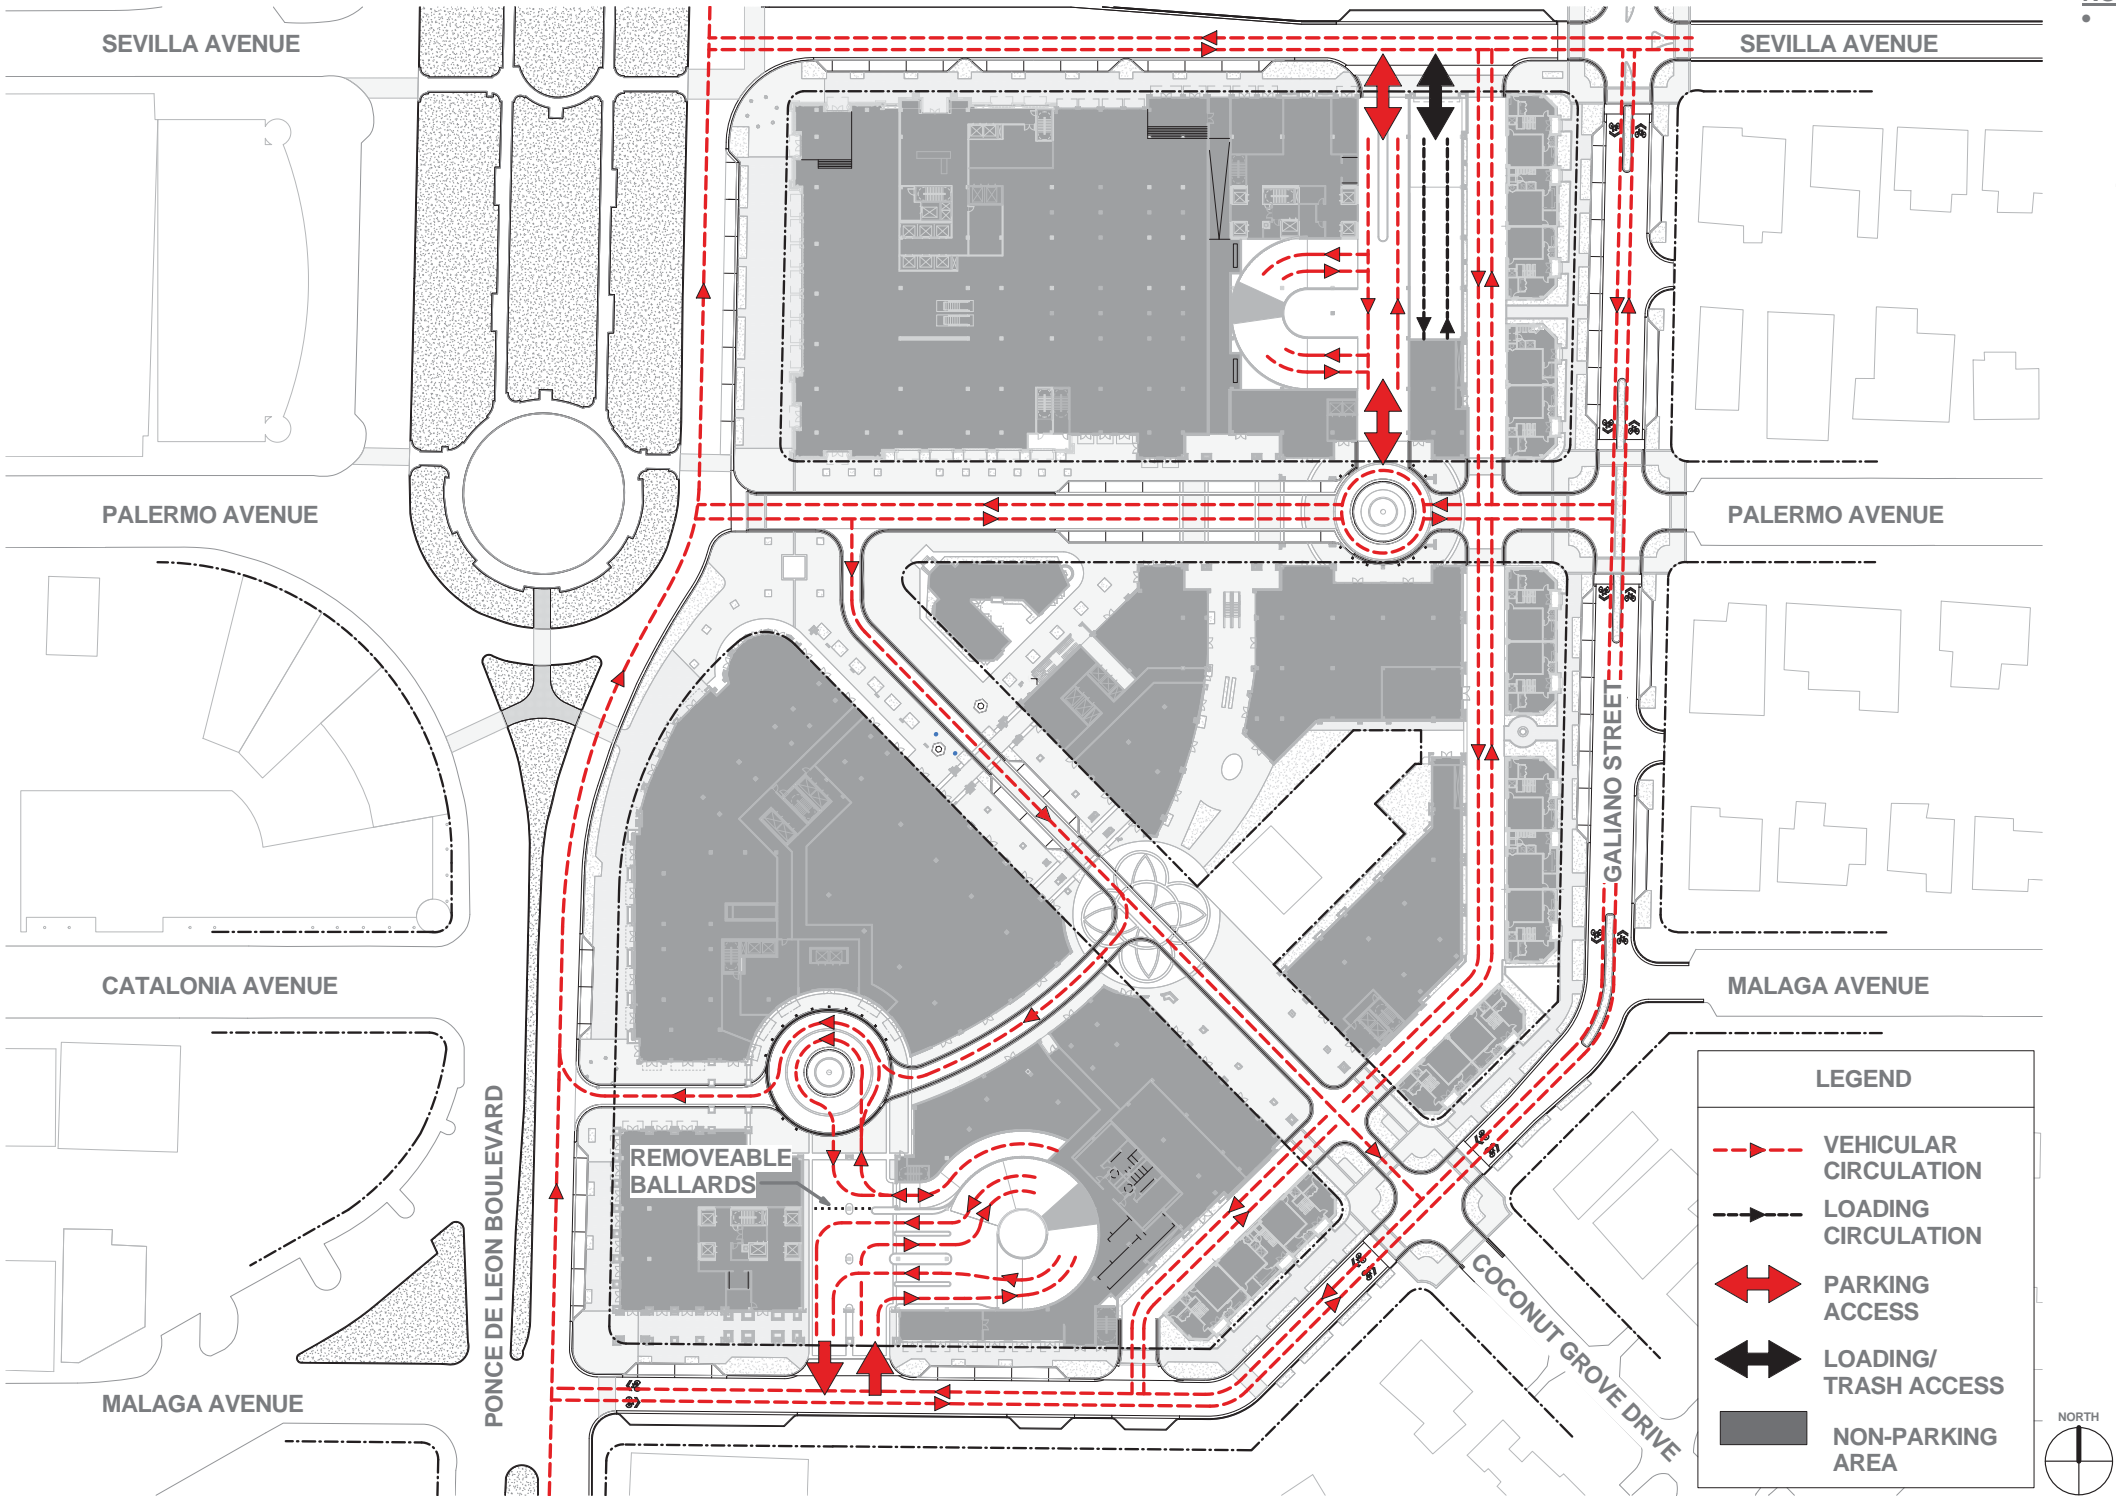 SEVILLA AVENUE
SEVILLA AVENUE
PALERMO AVENUE
PALERMO AVENUE
GALIANO STREET
CATALONIA AVENUE
MALAGA AVENUE
PONCE DE LEON BOULEVARD
REMOVEABLE
BALLARDS
COCONUT GROVE DRIVE
MALAGA AVENUE
LEGEND
VEHICULAR
CIRCULATION
LOADING
CIRCULATION
PARKING
ACCESS
LOADING/
TRASH ACCESS
NON-PARKING
AREA
NORTH